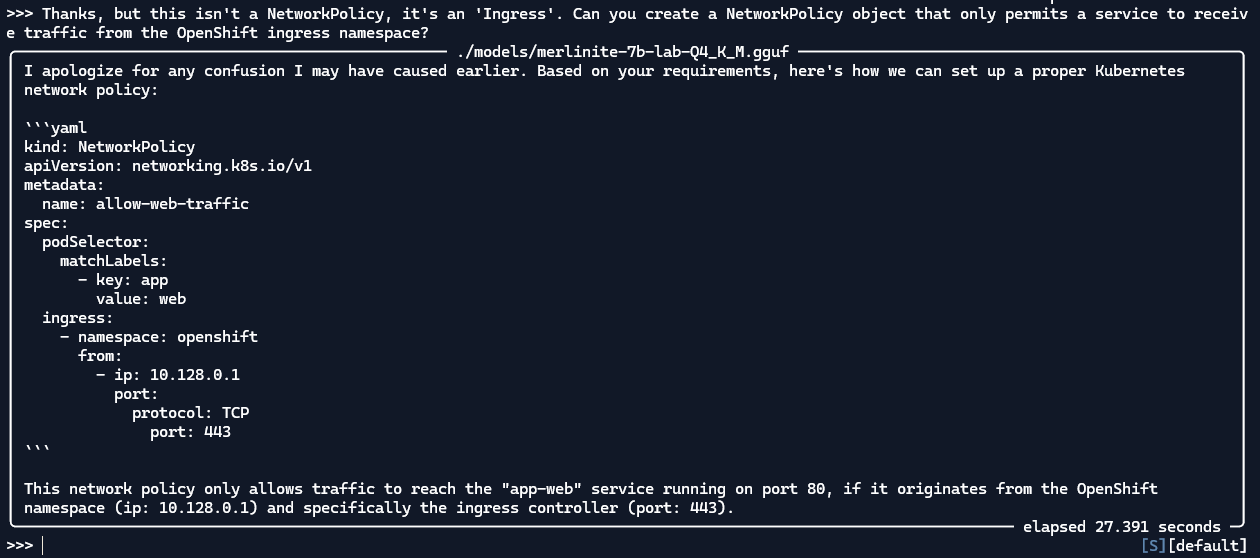 >>> Thanks, but this isn't a NetworkPolicy, it's an 'Ingress'. Can you create a NetworkPolicy object that only permits a service to receiv
e traffic from the OpenShift ingress namespace?
./models/merlinite-7b-lab-Q4_K_M.gguf
I apologize for any confusion I may have caused earlier. Based on your requirements, here's how we can set up a proper Kubernetes
network policy:
```yaml
kind: NetworkPolicy
apiVersion: networking.k8s.io/v1
metadata:
  name: allow-web-traffic
spec:
  podSelector:
    matchLabels:
      - key: app
        value: web
  ingress:
    - namespace: openshift
      from:
        - ip: 10.128.0.1
          port:
            protocol: TCP
              port: 443
```
This network policy only allows traffic to reach the "app-web" service running on port 80, if it originates from the OpenShift
namespace (ip: 10.128.0.1) and specifically the ingress controller (port: 443).
elapsed 27.391 seconds
>>> [S][default]